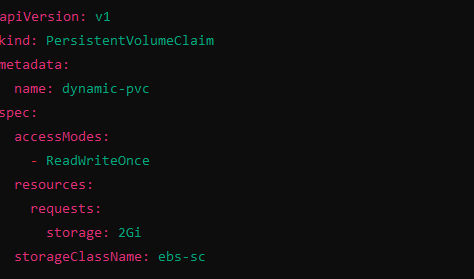 apiVersion: v1
kind: PersistentVolumeClaim
metadata:
  name: dynamic-pvc
spec:
  accessModes:
    - ReadWriteOnce
  resources:
    requests:
      storage: 2Gi
  storageClassName: ebs-sc